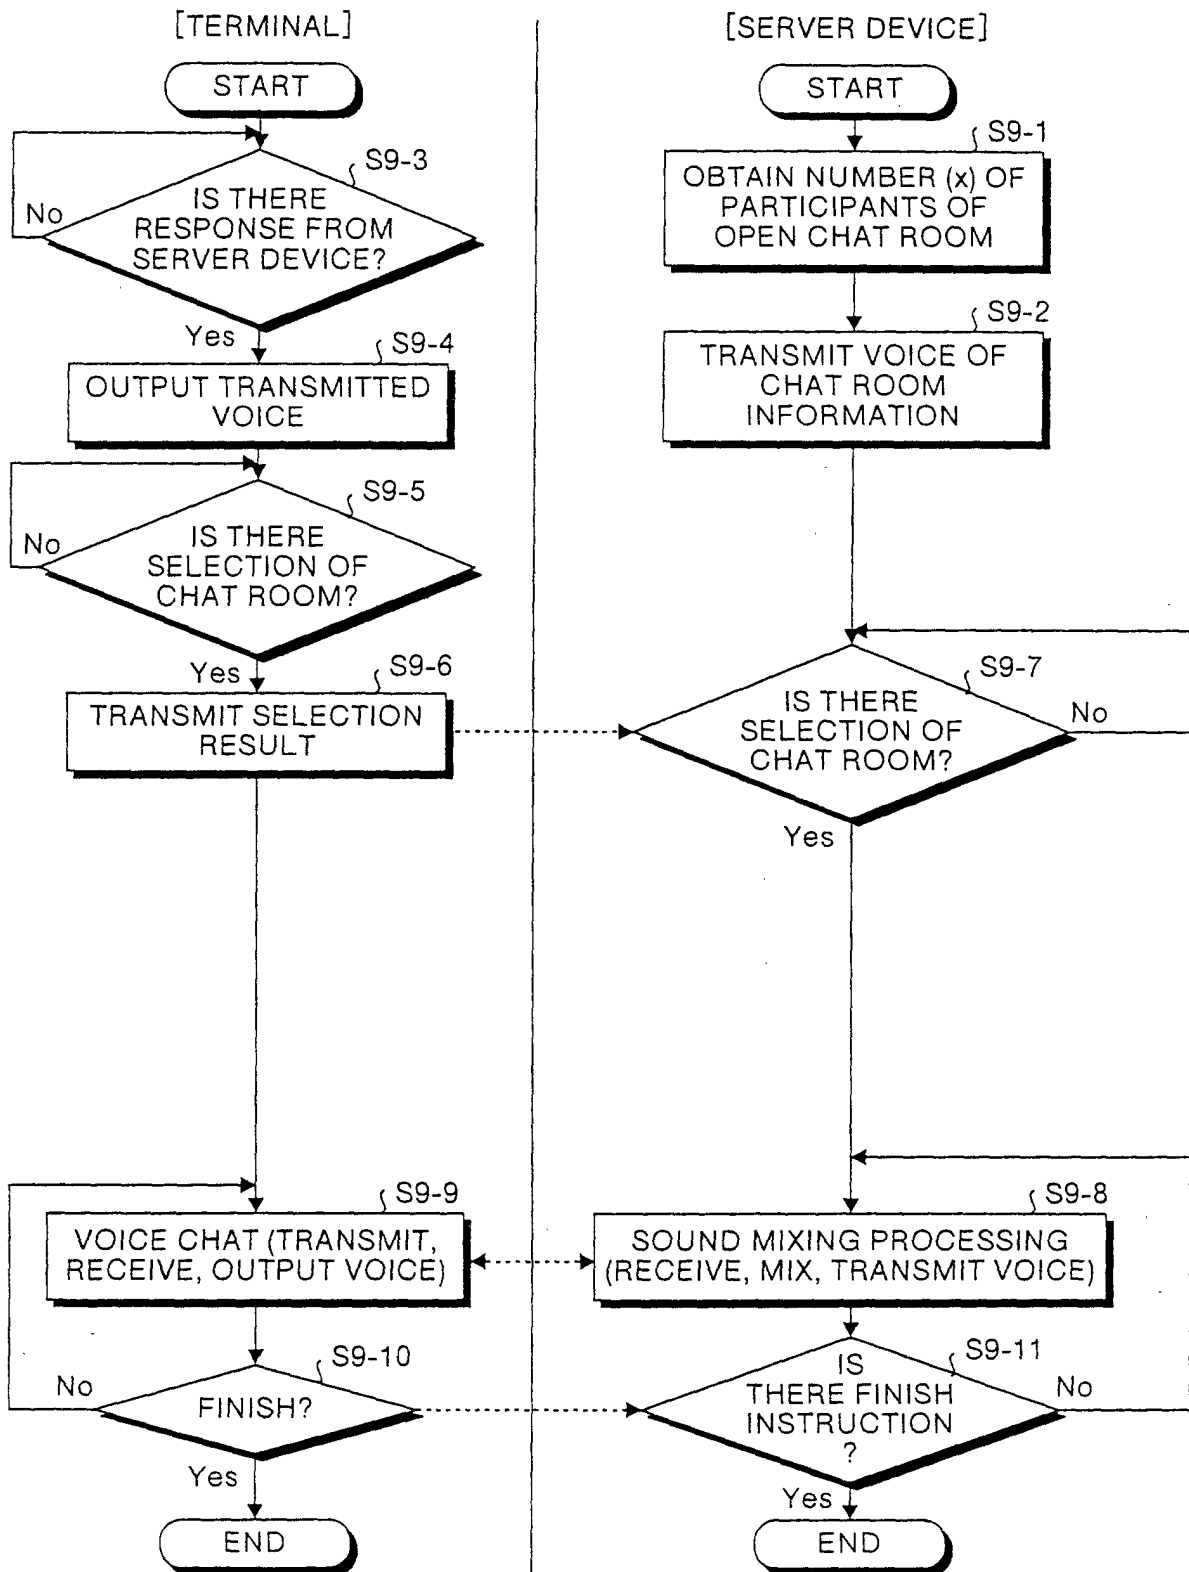 [TERMINAL]
START
S9-3
IS THERE
RESPONSE FROM
SERVER DEVICE?
No
Yes
S9-4
OUTPUT TRANSMITTED
VOICE
S9-5
IS THERE
SELECTION OF
CHAT ROOM?
No
Yes
S9-6
TRANSMIT SELECTION
RESULT
S9-9
VOICE CHAT (TRANSMIT,
RECEIVE, OUTPUT VOICE)
S9-10
FINISH?
No
Yes
END
[SERVER DEVICE]
START
S9-1
OBTAIN NUMBER (x) OF
PARTICIPANTS OF
OPEN CHAT ROOM
S9-2
TRANSMIT VOICE OF
CHAT ROOM
INFORMATION
S9-7
IS THERE
SELECTION OF
CHAT ROOM?
No
Yes
S9-8
SOUND MIXING PROCESSING
(RECEIVE, MIX, TRANSMIT VOICE)
S9-11
IS
THERE FINISH
INSTRUCTION
?
No
Yes
END